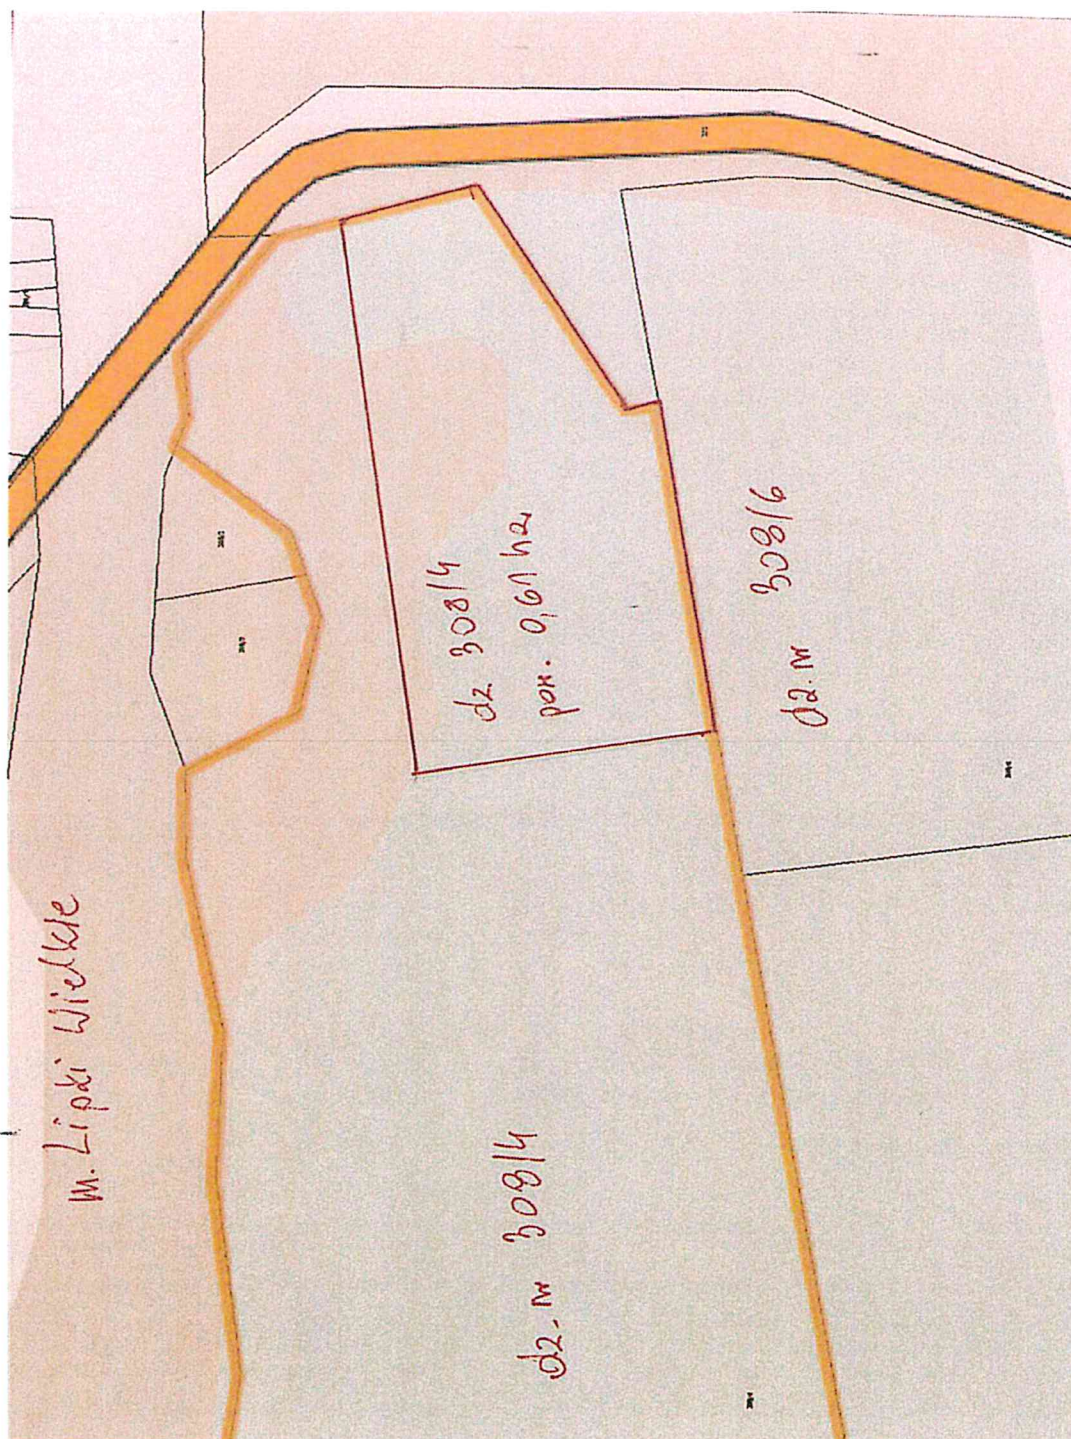 m. Lipki Wielkie
dz. nr 308/4
dz. 308/4
pow. 0,61 ha
dz. nr 308/6